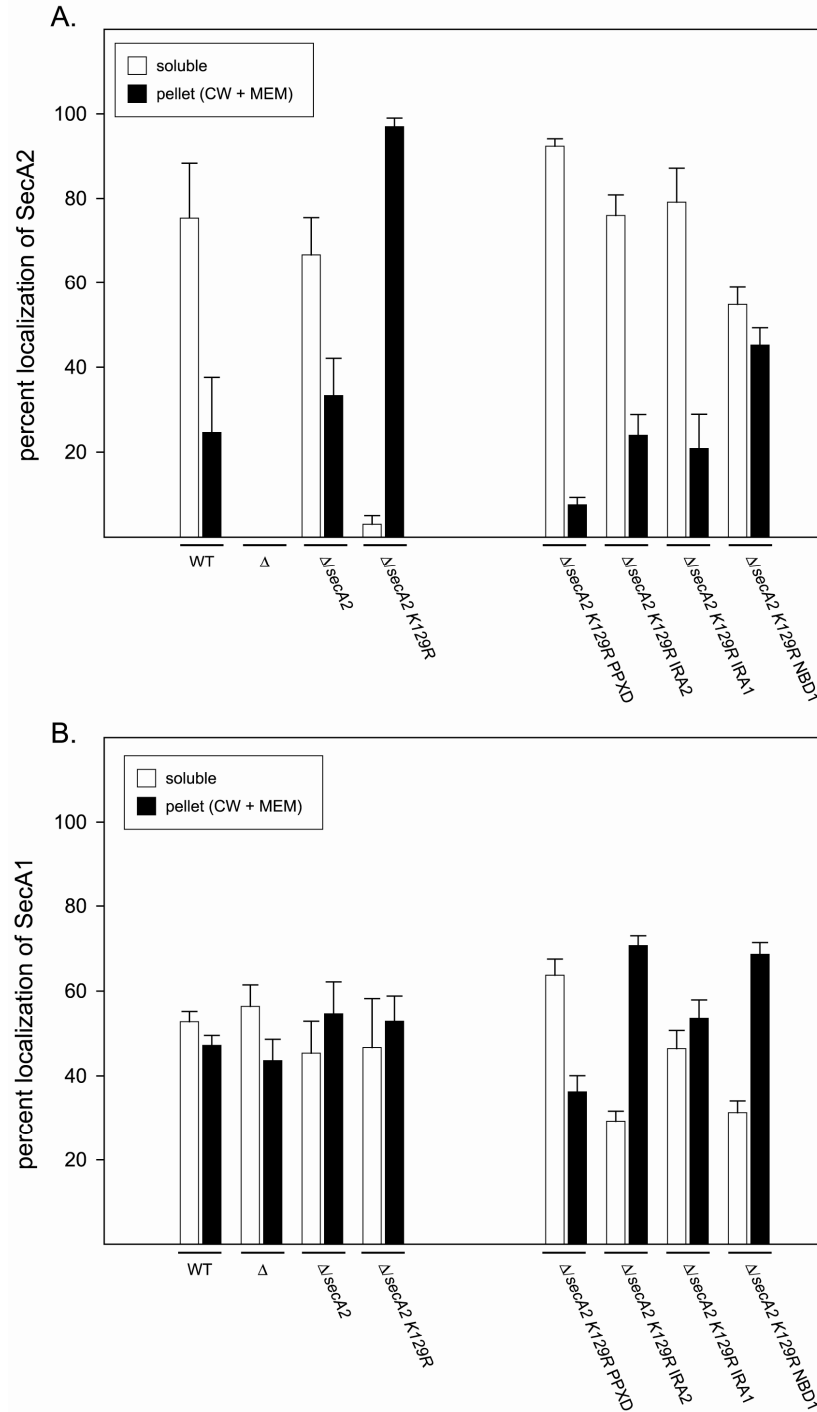 A.
soluble
pellet (CW + MEM)
percent localization of SecA2
100
80
60
40
20
WT
Δ
Δ/secA2
Δ/secA2 K129R
Δ/secA2 K129R PPXD
Δ/secA2 K129R IRA2
Δ/secA2 K129R IRA1
Δ/secA2 K129R NBD1
B.
soluble
pellet (CW + MEM)
percent localization of SecA1
100
80
60
40
20
WT
Δ
Δ/secA2
Δ/secA2 K129R
Δ/secA2 K129R PPXD
Δ/secA2 K129R IRA2
Δ/secA2 K129R IRA1
Δ/secA2 K129R NBD1